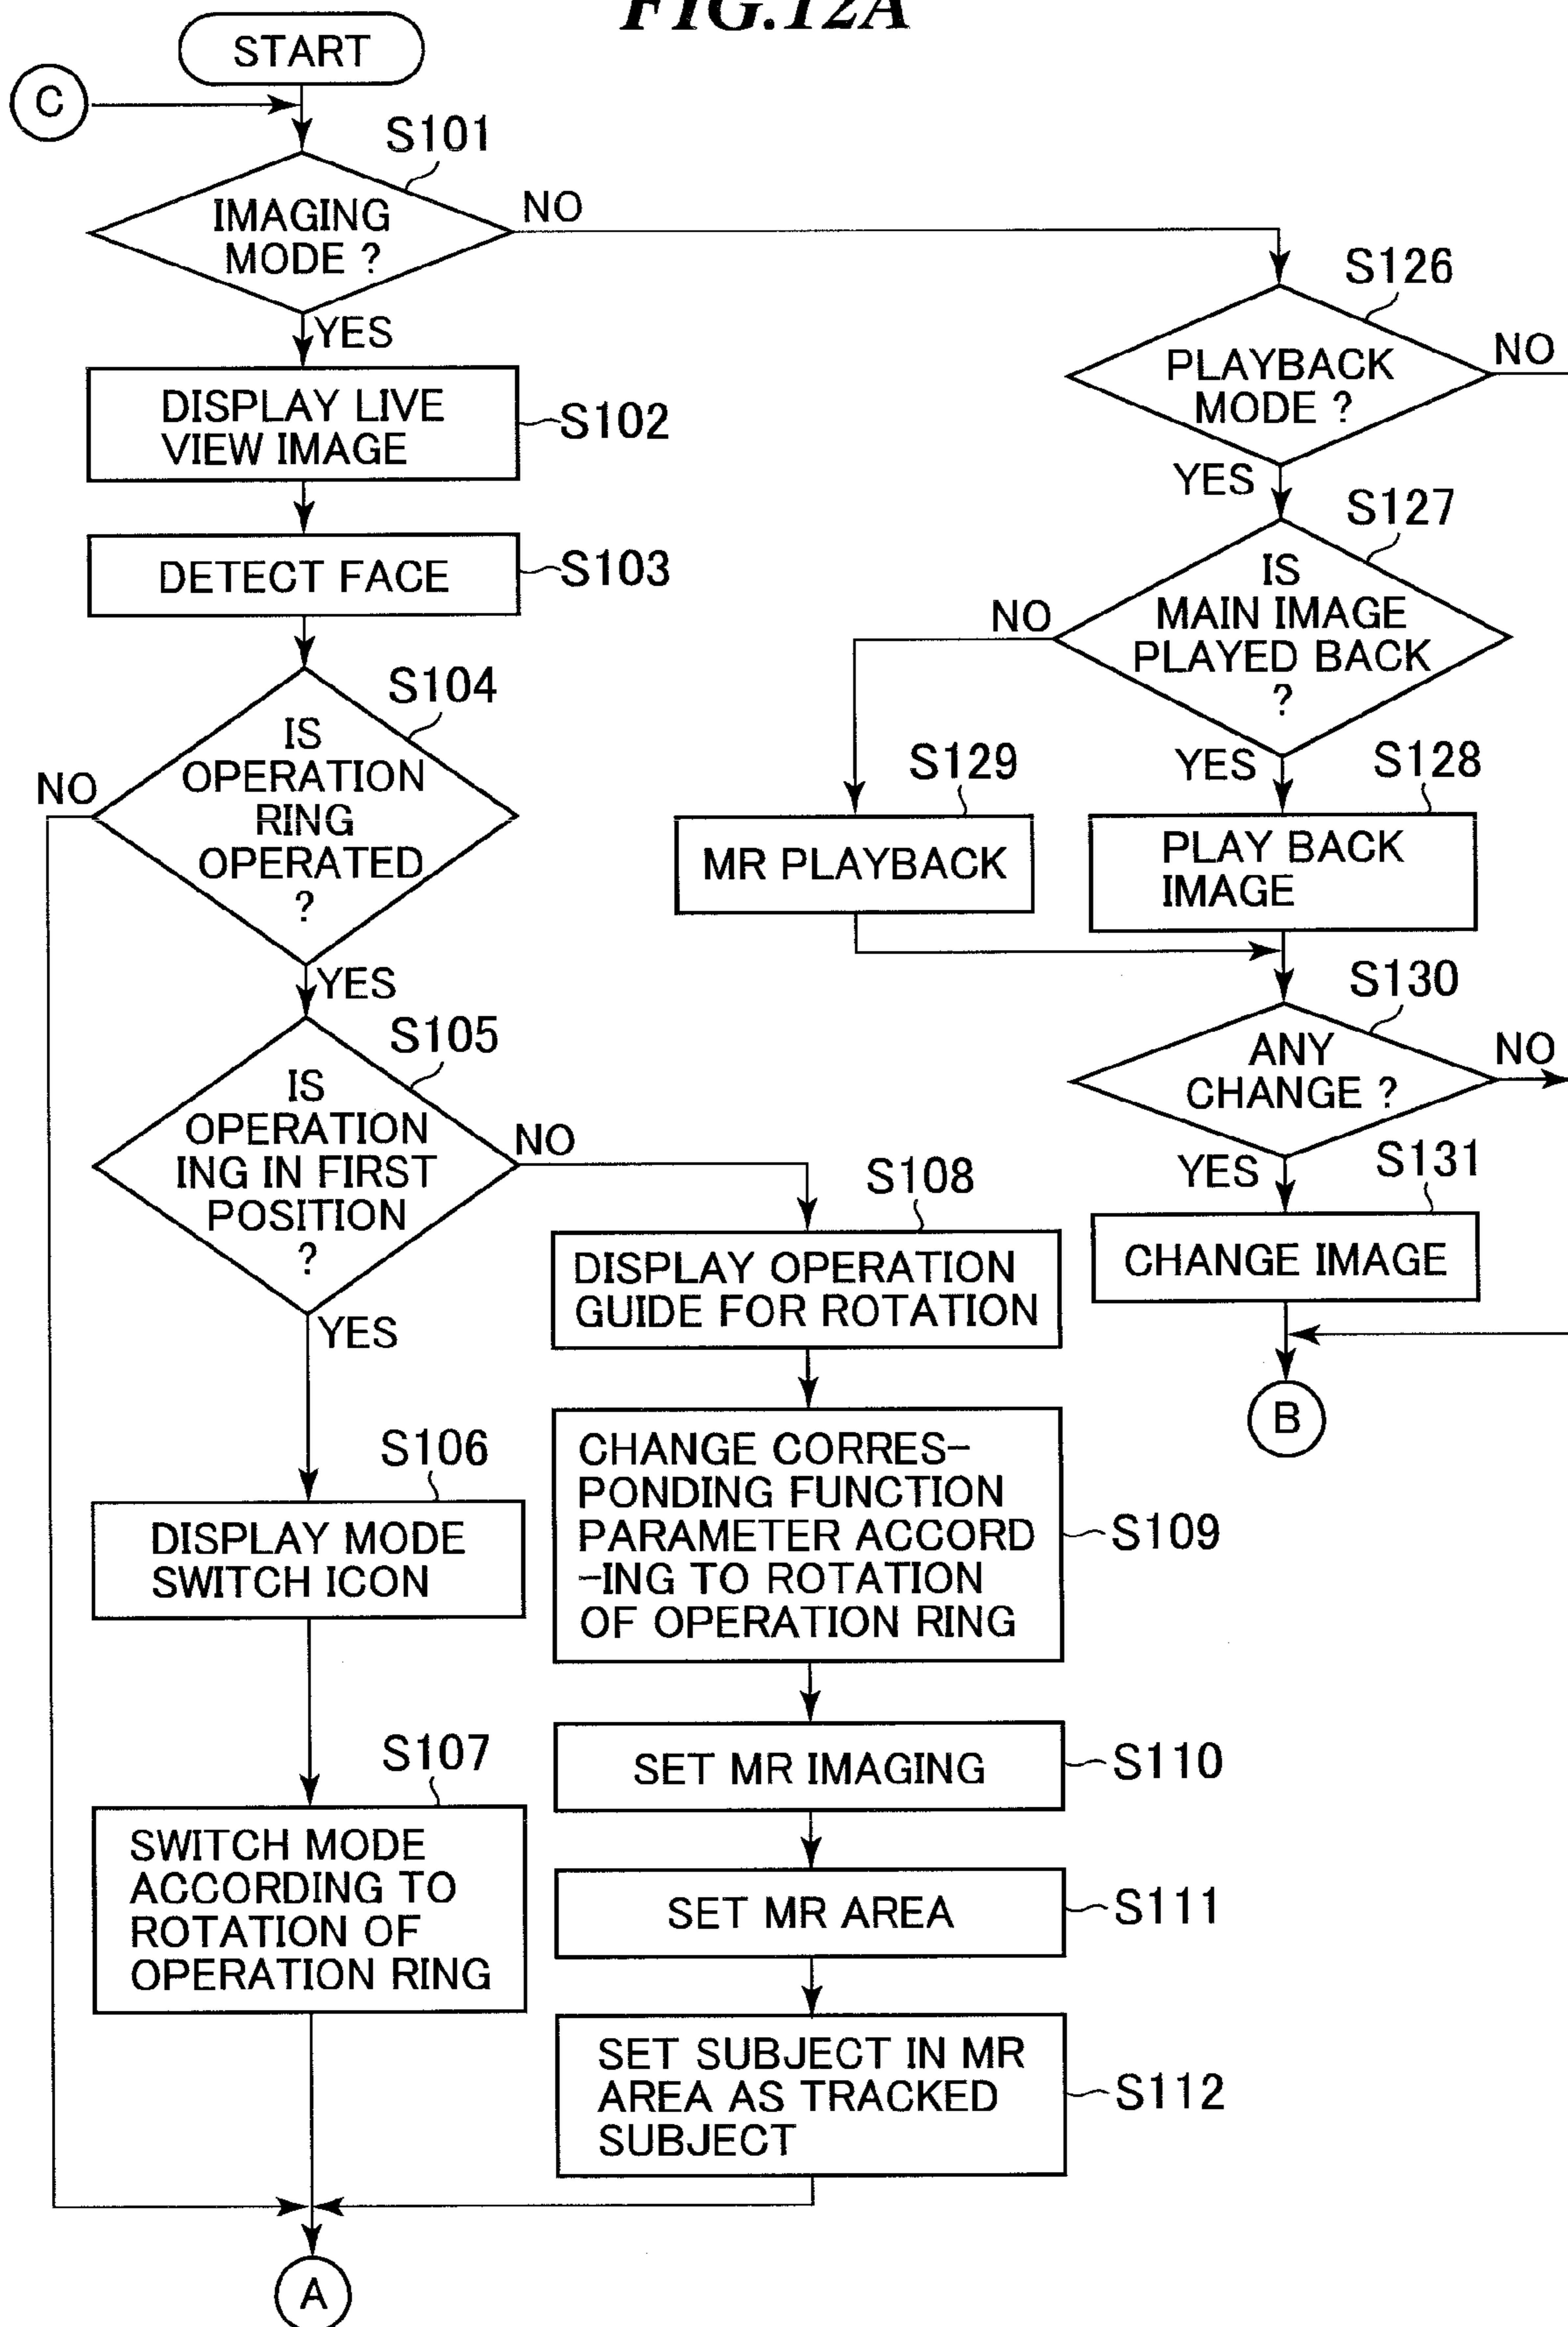 FIG.12A
START
C
S101
IMAGING
MODE ?
NO
YES
DISPLAY LIVE
VIEW IMAGE
S102
DETECT FACE
S103
S104
IS
OPERATION
RING
OPERATED
?
NO
YES
S105
IS
OPERATION
ING IN FIRST
POSITION
?
NO
YES
S106
DISPLAY MODE
SWITCH ICON
S107
SWITCH MODE
ACCORDING TO
ROTATION OF
OPERATION RING
S108
DISPLAY OPERATION
GUIDE FOR ROTATION
CHANGE CORRES-
PONDING FUNCTION
PARAMETER ACCORD
-ING TO ROTATION
OF OPERATION RING
S109
SET MR IMAGING
S110
SET MR AREA
S111
SET SUBJECT IN MR
AREA AS TRACKED
SUBJECT
S112
A
S126
PLAYBACK
MODE ?
NO
YES
S127
IS
MAIN IMAGE
PLAYED BACK
?
NO
YES
S129
MR PLAYBACK
S128
PLAY BACK
IMAGE
S130
ANY
CHANGE ?
NO
YES
S131
CHANGE IMAGE
B